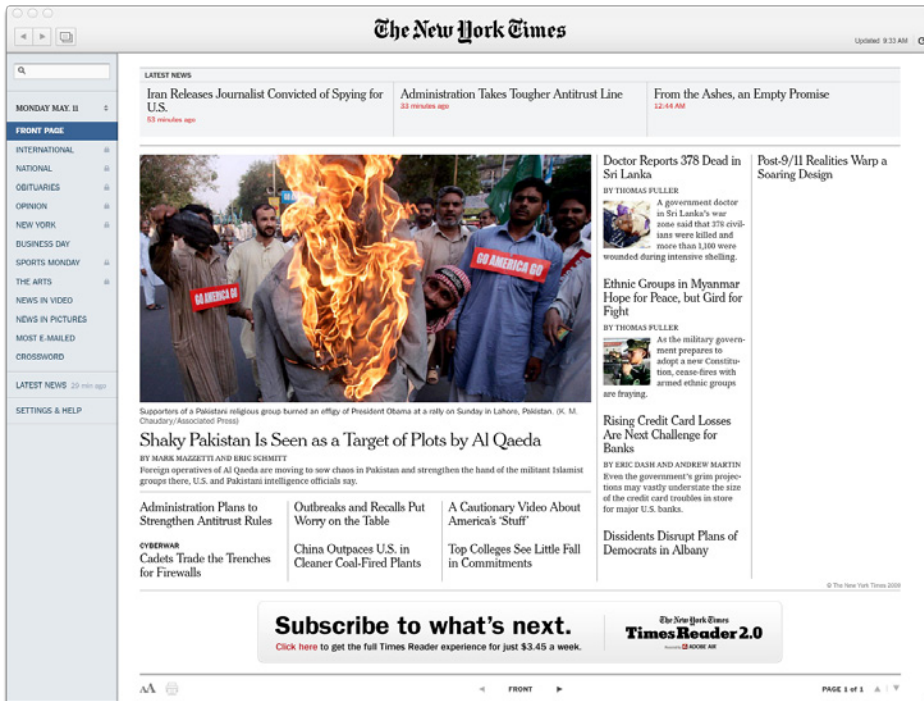 The New York Times
Updated 9:33 AM
MONDAY MAY. 11
FRONT PAGE
INTERNATIONAL
NATIONAL
OBITUARIES
OPINION
NEW YORK
BUSINESS DAY
SPORTS MONDAY
THE ARTS
NEWS IN VIDEO
NEWS IN PICTURES
MOST E-MAILED
CROSSWORD
LATEST NEWS 29 min ago
SETTINGS & HELP
LATEST NEWS
Iran Releases Journalist Convicted of Spying for
U.S.
53 minutes ago
Administration Takes Tougher Antitrust Line
33 minutes ago
From the Ashes, an Empty Promise
12:44 AM
GO AMERICA GO
GO AMERICA GO
Supporters of a Pakistani religious group burned an effigy of President Obama at a rally on Sunday in Lahore, Pakistan. (K. M.
Chaudary/Associated Press)
Shaky Pakistan Is Seen as a Target of Plots by Al Qaeda
BY MARK MAZZETTI AND ERIC SCHMITT
Foreign operatives of Al Qaeda are moving to sow chaos in Pakistan and strengthen the hand of the militant Islamist
groups there, U.S. and Pakistani intelligence officials say.
Administration Plans to
Strengthen Antitrust Rules
CYBERWAR
Cadets Trade the Trenches
for Firewalls
Outbreaks and Recalls Put
Worry on the Table
China Outpaces U.S. in
Cleaner Coal-Fired Plants
A Cautionary Video About
America's 'Stuff'
Top Colleges See Little Fall
in Commitments
Doctor Reports 378 Dead in
Sri Lanka
BY THOMAS FULLER
A government doctor
in Sri Lanka's war
zone said that 378 civil-
ians were killed and
more than 1,100 were
wounded during intensive shelling.
Ethnic Groups in Myanmar
Hope for Peace, but Gird for
Fight
BY THOMAS FULLER
As the military govern-
ment prepares to
adopt a new Constitu-
tion, cease-fires with
armed ethnic groups
are fraying.
Rising Credit Card Losses
Are Next Challenge for
Banks
BY ERIC DASH AND ANDREW MARTIN
Even the government's grim projec-
tions may vastly understate the size
of the credit card troubles in store
for major U.S. banks.
Dissidents Disrupt Plans of
Democrats in Albany
Post-9/11 Realities Warp a
Soaring Design
© The New York Times 2009
Subscribe to what's next.
Click here to get the full Times Reader experience for just $3.45 a week.
The New York Times
Times Reader 2.0
Powered by ADOBE AIR
AA
FRONT
PAGE 1 of 1